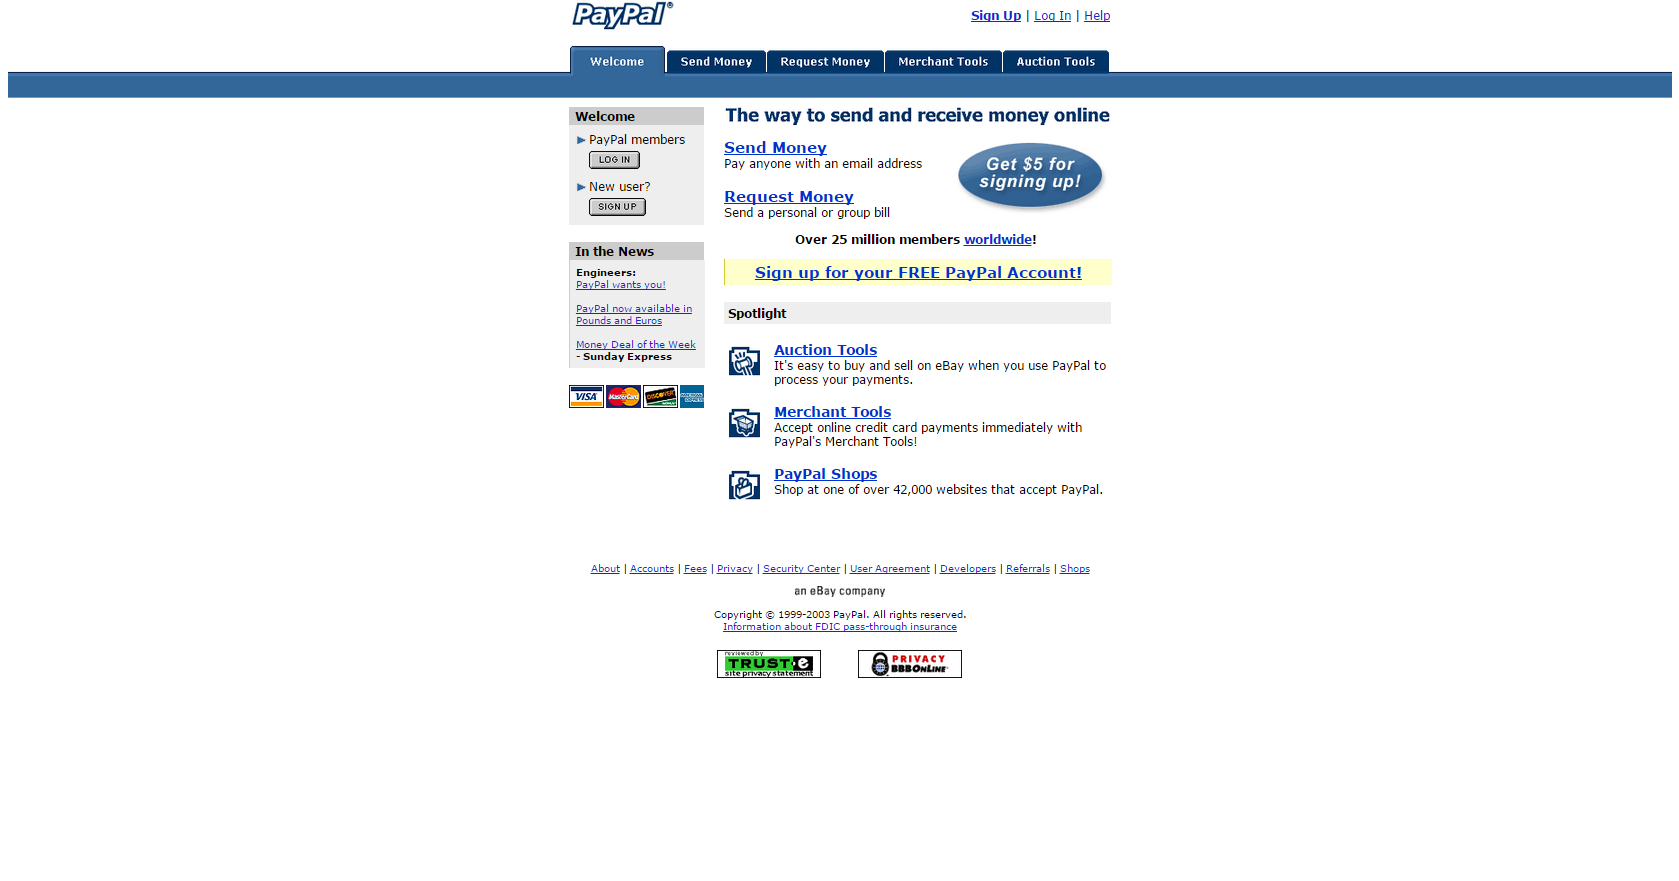 PayPal®
Sign Up | Log In | Help
Welcome
Send Money
Request Money
Merchant Tools
Auction Tools
Welcome
PayPal members
LOG IN
New user?
SIGN UP
In the News
Engineers:
PayPal wants you!
PayPal now available in
Pounds and Euros
Money Deal of the Week
- Sunday Express
VISA
MasterCard
DISCOVER
AMERICAN
EXPRESS
The way to send and receive money online
Send Money
Pay anyone with an email address
Request Money
Send a personal or group bill
Get $5 for
signing up!
Over 25 million members worldwide!
Sign up for your FREE PayPal Account!
Spotlight
Auction Tools
It's easy to buy and sell on eBay when you use PayPal to
process your payments.
Merchant Tools
Accept online credit card payments immediately with
PayPal's Merchant Tools!
PayPal Shops
Shop at one of over 42,000 websites that accept PayPal.
About | Accounts | Fees | Privacy | Security Center | User Agreement | Developers | Referrals | Shops
an eBay company
Copyright © 1999-2003 PayPal. All rights reserved.
Information about FDIC pass-through insurance
reviewed by
TRUST e
site privacy statement
PRIVACY
BBBONLINE